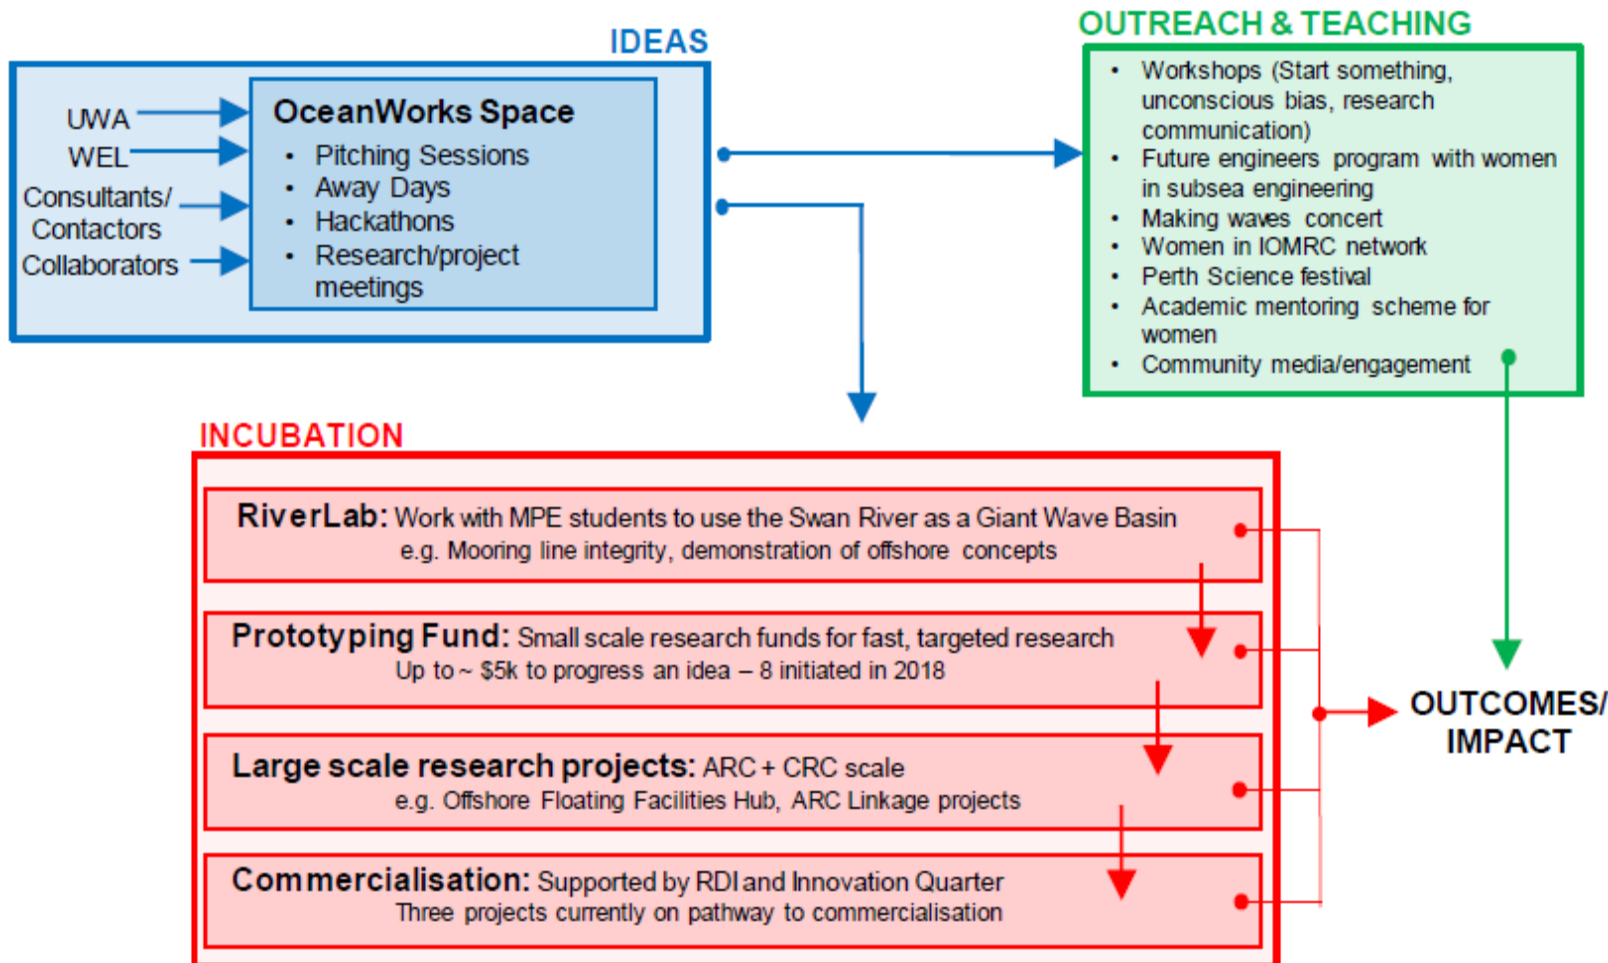 IDEAS
UWA
WEL
Consultants/
Contactors
Collaborators
OceanWorks Space
• Pitching Sessions
• Away Days
• Hackathons
• Research/project
meetings
OUTREACH & TEACHING
• Workshops (Start something,
unconscious bias, research
communication)
• Future engineers program with women
in subsea engineering
• Making waves concert
• Women in IOMRC network
• Perth Science festival
• Academic mentoring scheme for
women
• Community media/engagement
INCUBATION
RiverLab: Work with MPE students to use the Swan River as a Giant Wave Basin
e.g. Mooring line integrity, demonstration of offshore concepts
Prototyping Fund: Small scale research funds for fast, targeted research
Up to ~ $5k to progress an idea – 8 initiated in 2018
Large scale research projects: ARC + CRC scale
e.g. Offshore Floating Facilities Hub, ARC Linkage projects
Commercialisation: Supported by RDI and Innovation Quarter
Three projects currently on pathway to commercialisation
OUTCOMES/
IMPACT